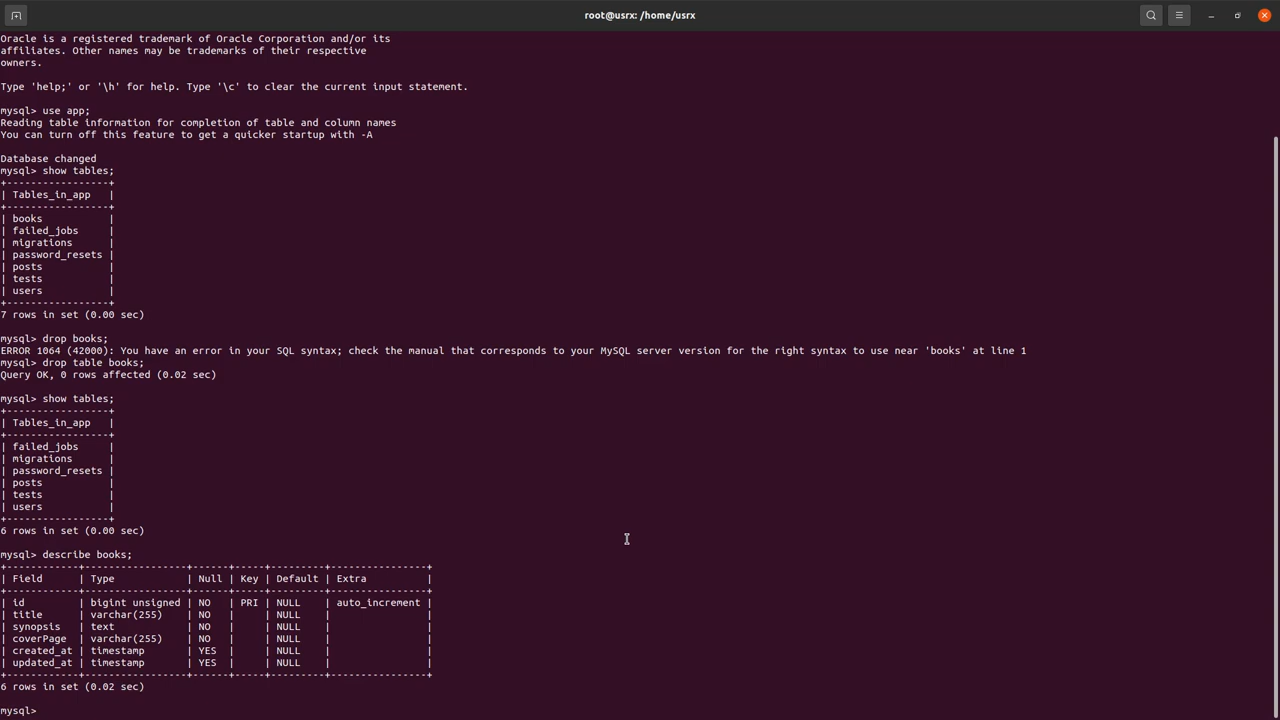 root@usrx: /home/usrx
Oracle is a registered trademark of Oracle Corporation and/or its
affiliates. Other names may be trademarks of their respective
owners.
Type 'help;' or '\h' for help. Type '\c' to clear the current input statement.
mysql> use app;
Reading table information for completion of table and column names
You can turn off this feature to get a quicker startup with -A
Database changed
mysql> show tables;
+-----------------+
| Tables_in_app   |
+-----------------+
| books           |
| failed_jobs     |
| migrations      |
| password_resets |
| posts           |
| tests           |
| users           |
+-----------------+
7 rows in set (0.00 sec)
mysql> drop books;
ERROR 1064 (42000): You have an error in your SQL syntax; check the manual that corresponds to your MySQL server version for the right syntax to use near 'books' at line 1
mysql> drop table books;
Query OK, 0 rows affected (0.02 sec)
mysql> show tables;
+-----------------+
| Tables_in_app   |
+-----------------+
| failed_jobs     |
| migrations      |
| password_resets |
| posts           |
| tests           |
| users           |
+-----------------+
6 rows in set (0.00 sec)
mysql> describe books;
+------------+-----------------+------+-----+---------+----------------+
| Field      | Type            | Null | Key | Default | Extra          |
+------------+-----------------+------+-----+---------+----------------+
| id         | bigint unsigned | NO   | PRI | NULL    | auto_increment |
| title      | varchar(255)    | NO   |     | NULL    |                |
| synopsis   | text            | NO   |     | NULL    |                |
| coverPage  | varchar(255)    | NO   |     | NULL    |                |
| created_at | timestamp       | YES  |     | NULL    |                |
| updated_at | timestamp       | YES  |     | NULL    |                |
+------------+-----------------+------+-----+---------+----------------+
6 rows in set (0.02 sec)
mysql>